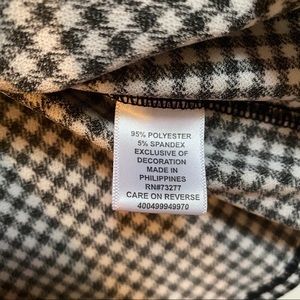 95% POLYESTER
5% SPANDEX
EXCLUSIVE OF
DECORATION
MADE IN
PHILIPPINES
RN#73277
CARE ON REVERSE
400499949970